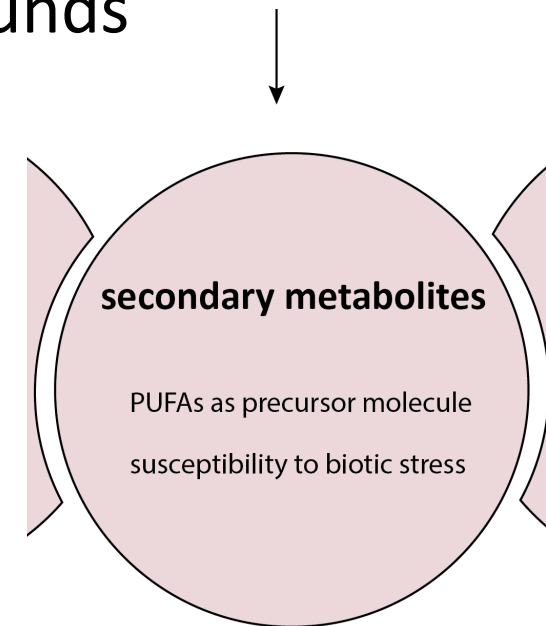 unds
secondary metabolites
PUFAs as precursor molecule
susceptibility to biotic stress